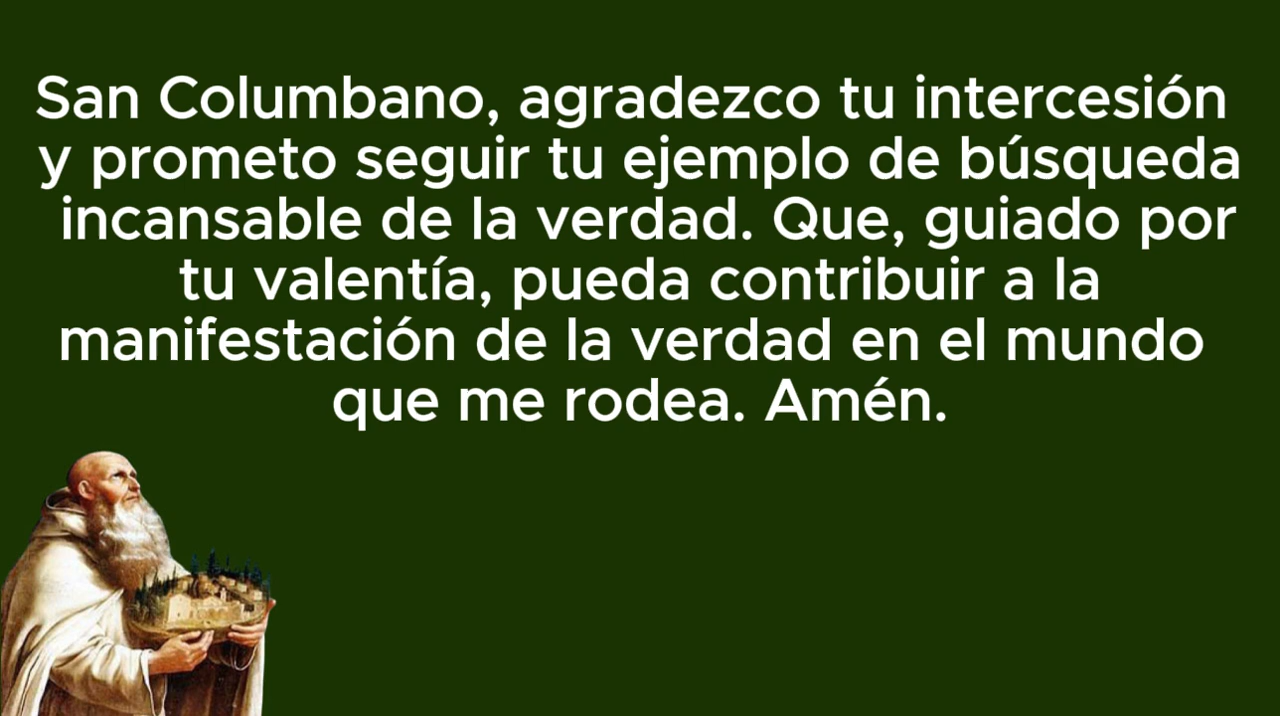 San Columbano, agradezco tu intercesión
y prometo seguir tu ejemplo de búsqueda
incansable de la verdad. Que, guiado por
tu valentía, pueda contribuir a la
manifestación de la verdad en el mundo
que me rodea. Amén.